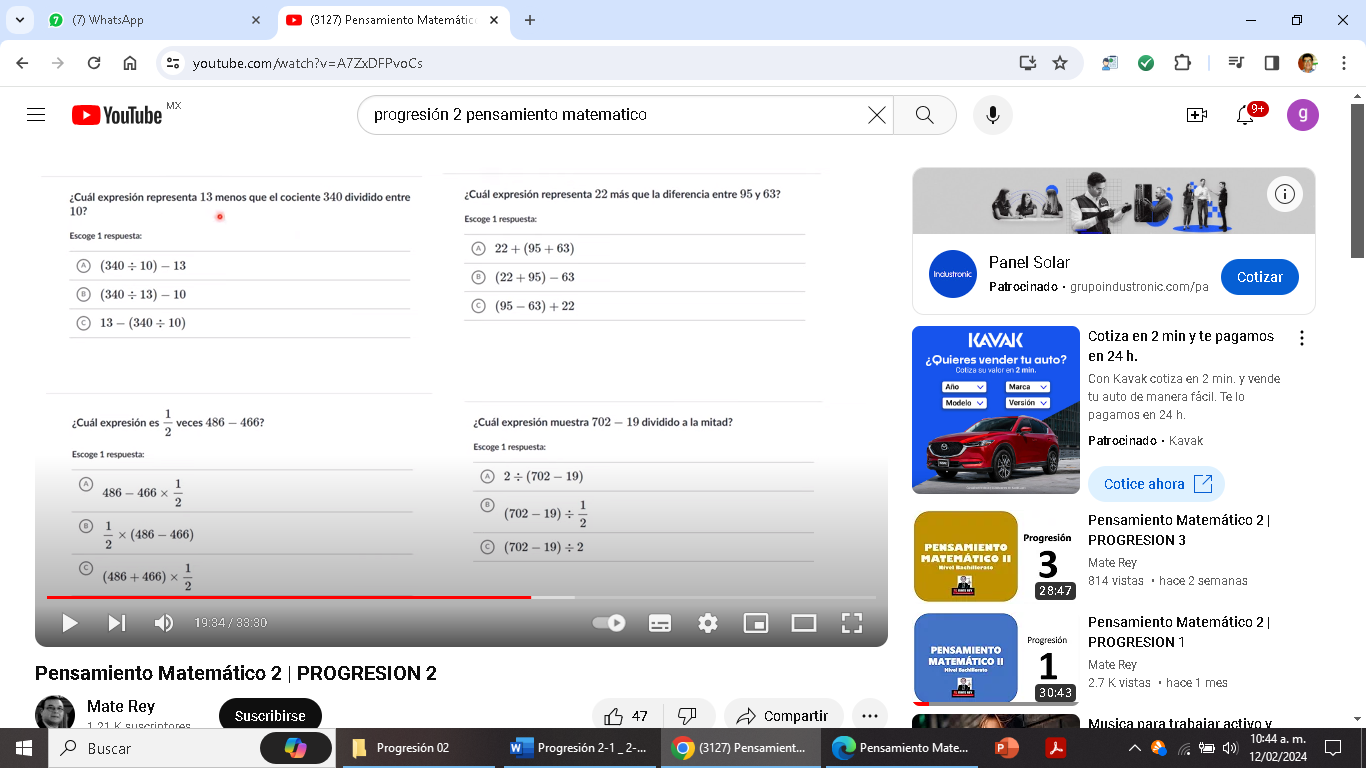 (7) WhatsApp
(3127) Pensamiento Matemátic
youtube.com/watch?v=A7ZxDFPvoCs
YouTube MX
progresión 2 pensamiento matematico
9+
g
¿Cuál expresión representa 13 menos que el cociente 340 dividido entre
10?
Escoge 1 respuesta:
A (340 ÷ 10) − 13
B (340 ÷ 13) − 10
C 13 − (340 ÷ 10)
¿Cuál expresión representa 22 más que la diferencia entre 95 y 63?
Escoge 1 respuesta:
A 22 + (95 + 63)
B (22 + 95) − 63
C (95 − 63) + 22
¿Cuál expresión es 1/2 veces 486 − 466?
Escoge 1 respuesta:
A 486 − 466 × 1/2
B 1/2 × (486 − 466)
C (486 + 466) × 1/2
¿Cuál expresión muestra 702 − 19 dividido a la mitad?
Escoge 1 respuesta:
A 2 ÷ (702 − 19)
B (702 − 19) ÷ 1/2
C (702 − 19) ÷ 2
19:34 / 33:30
Pensamiento Matemático 2 | PROGRESION 2
Mate Rey
1.21 K suscriptores
Suscribirse
47
Compartir
Industronic
Panel Solar
Patrocinado · grupoindustronic.com/pa
Cotizar
KAVAK
¿Quieres vender tu auto?
Cotiza su valor en 2 min.
Año
Marca
Modelo
Versión
Cotiza en 2 min y te pagamos
en 24 h.
Con Kavak cotiza en 2 min. y vende
tu auto de manera fácil. Te lo
pagamos en 24 h.
Patrocinado · Kavak
Cotice ahora
PENSAMIENTO
MATEMÁTICO II
Nivel Bachillerato
Progresión
3
28:47
Pensamiento Matemático 2 |
PROGRESION 3
Mate Rey
814 vistas · hace 2 semanas
PENSAMIENTO
MATEMÁTICO II
Nivel Bachillerato
Progresión
1
30:43
Pensamiento Matemático 2 |
PROGRESION 1
Mate Rey
2.7 K vistas · hace 1 mes
Musica para trabajar activo y
Buscar
Progresión 02
Progresión 2-1 _ 2-...
(3127) Pensamient...
Pensamiento Mate...
10:44 a. m.
12/02/2024